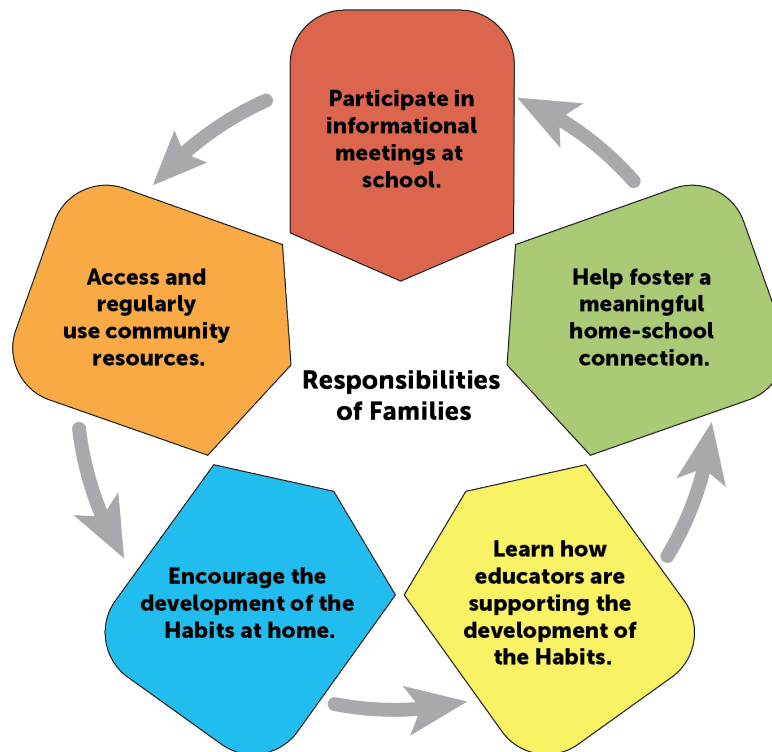 Participate in
informational
meetings at
school.
Access and
regularly
use community
resources.
Encourage the
development of the
Habits at home.
Learn how
educators are
supporting the
development of
the Habits.
Help foster a
meaningful
home-school
connection.
Responsibilities
of Families